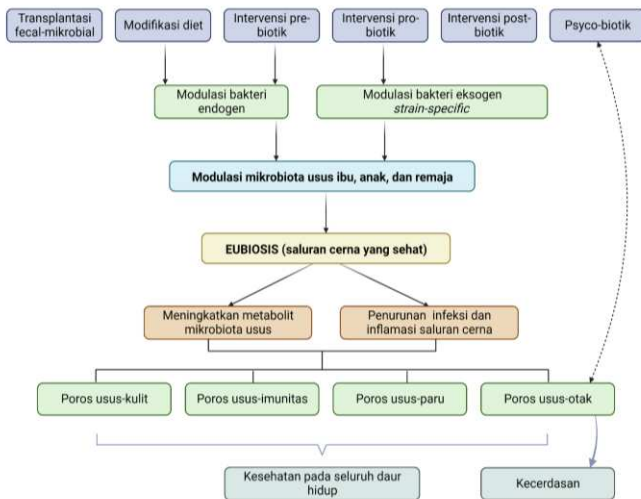 Transplantasi
fecal-mikrobial
Modifikasi diet
Intervensi pre-
biotik
Intervensi pro-
biotik
Intervensi post-
biotik
Psyco-biotik
Modulasi bakteri
endogen
Modulasi bakteri eksogen
strain-specific
Modulasi mikrobiota usus ibu, anak, dan remaja
EUBIOSIS (saluran cerna yang sehat)
Meningkatkan metabolit
mikrobiota usus
Penurunan infeksi dan
inflamasi saluran cerna
Poros usus-kulit
Poros usus-imunitas
Poros usus-paru
Poros usus-otak
Kesehatan pada seluruh daur
hidup
Kecerdasan